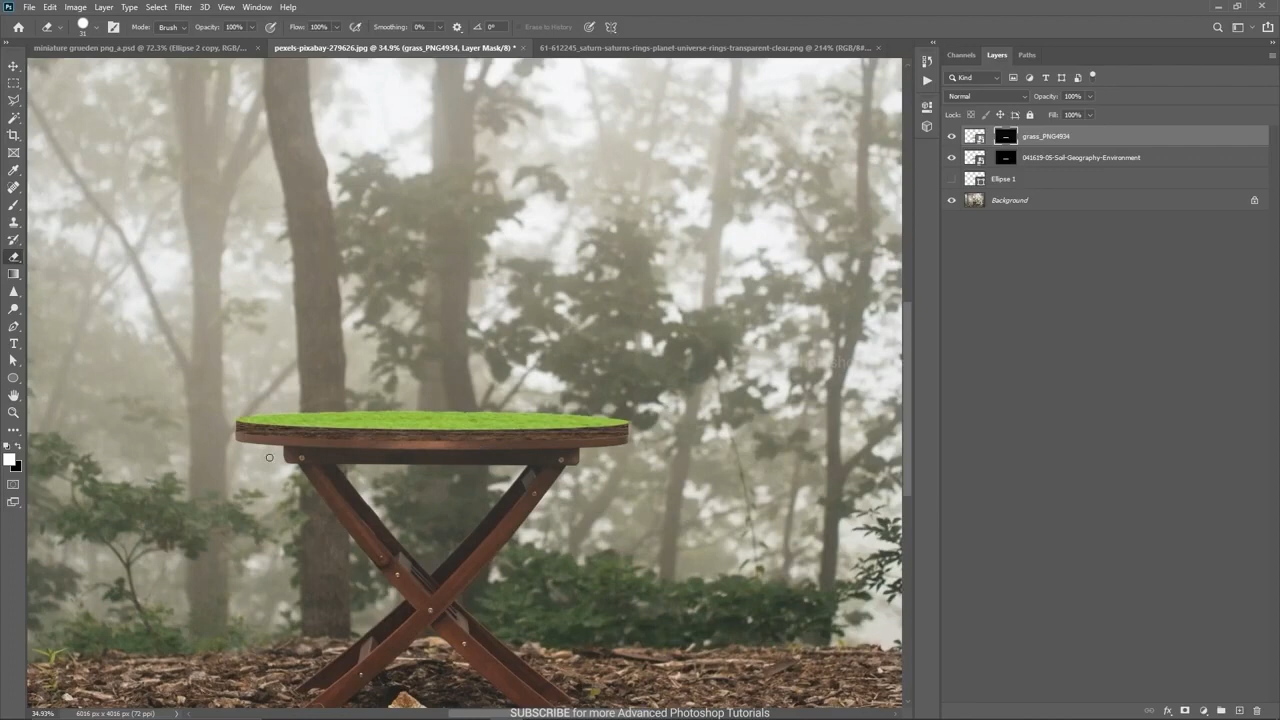 Ps File Edit Image Layer Type Select Filter 3D View Window Help
31 Mode: Brush Opacity: 100% Flow: 100% Smoothing: 0% 0° Erase to History
miniature grueden png_a.psd @ 72.3% (Ellipse 2 copy, RGB/... × pexels-pixabay-279626.jpg @ 34.9% (grass_PNG4934, Layer Mask/8) * × 61-612245_saturn-saturns-rings-planet-universe-rings-transparent-clear.png @ 214% (RGB/8#... ×
Channels Layers Paths
Kind
Normal Opacity: 100%
Lock: Fill: 100%
grass_PNG4934
041619-05-Soil-Geography-Environment
Ellipse 1
Background
34.93% 6016 px x 4016 px (72 ppi)
SUBSCRIBE for more Advanced Photoshop Tutorials